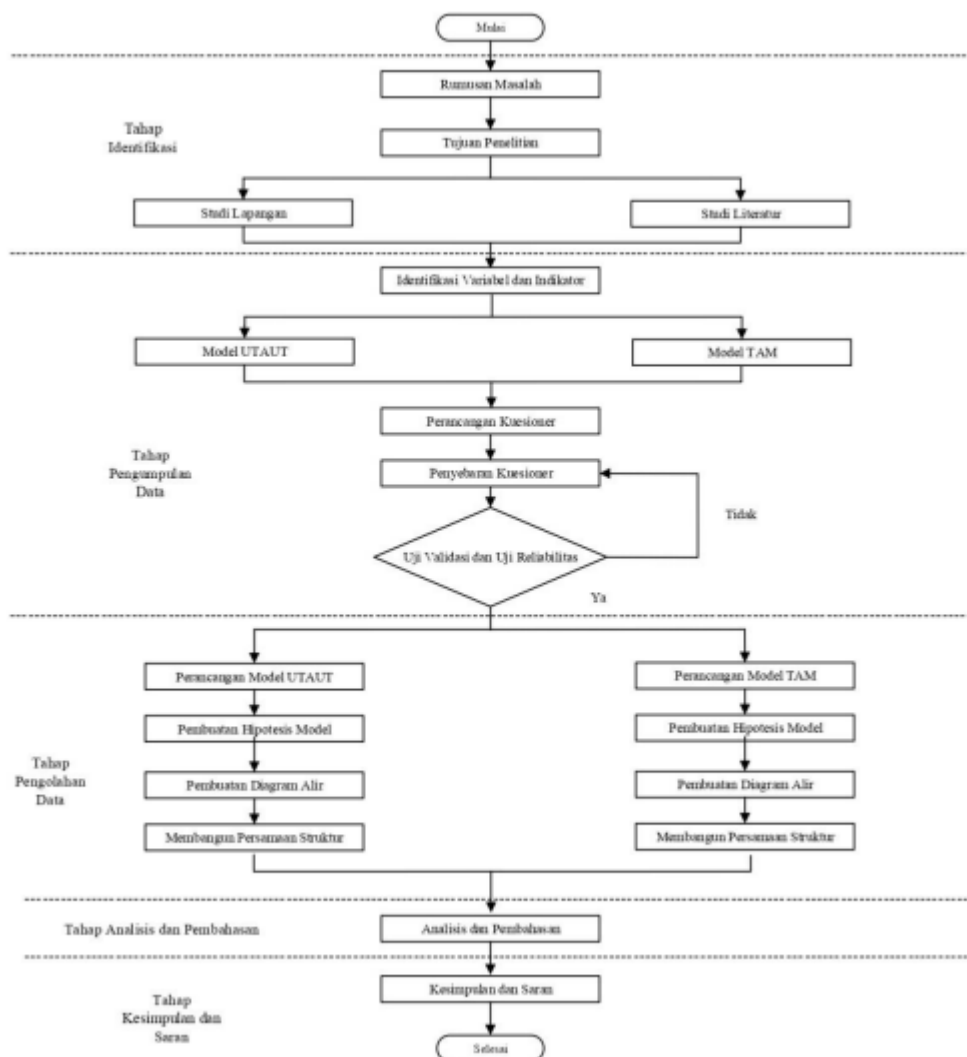 Mulai
Rumusan Masalah
Tahap
Identifikasi
Tujuan Penelitian
Studi Lapangan
Studi Literatur
Identifikasi Variabel dan Indikator
Model UTAUT
Model TAM
Perancangan Kuesioner
Tahap
Pengumpulan
Data
Penyebaran Kuesioner
Tidak
Uji Validasi dan Uji Reliabilitas
Ya
Perancangan Model UTAUT
Perancangan Model TAM
Pembuatan Hipotesis Model
Pembuatan Hipotesis Model
Tahap
Pengolahan
Data
Pembuatan Diagram Alir
Pembuatan Diagram Alir
Membangun Persamaan Struktur
Membangun Persamaan Struktur
Tahap Analisis dan Pembahasan
Analisis dan Pembahasan
Kesimpulan dan Saran
Tahap
Kesimpulan dan
Saran
Selesai